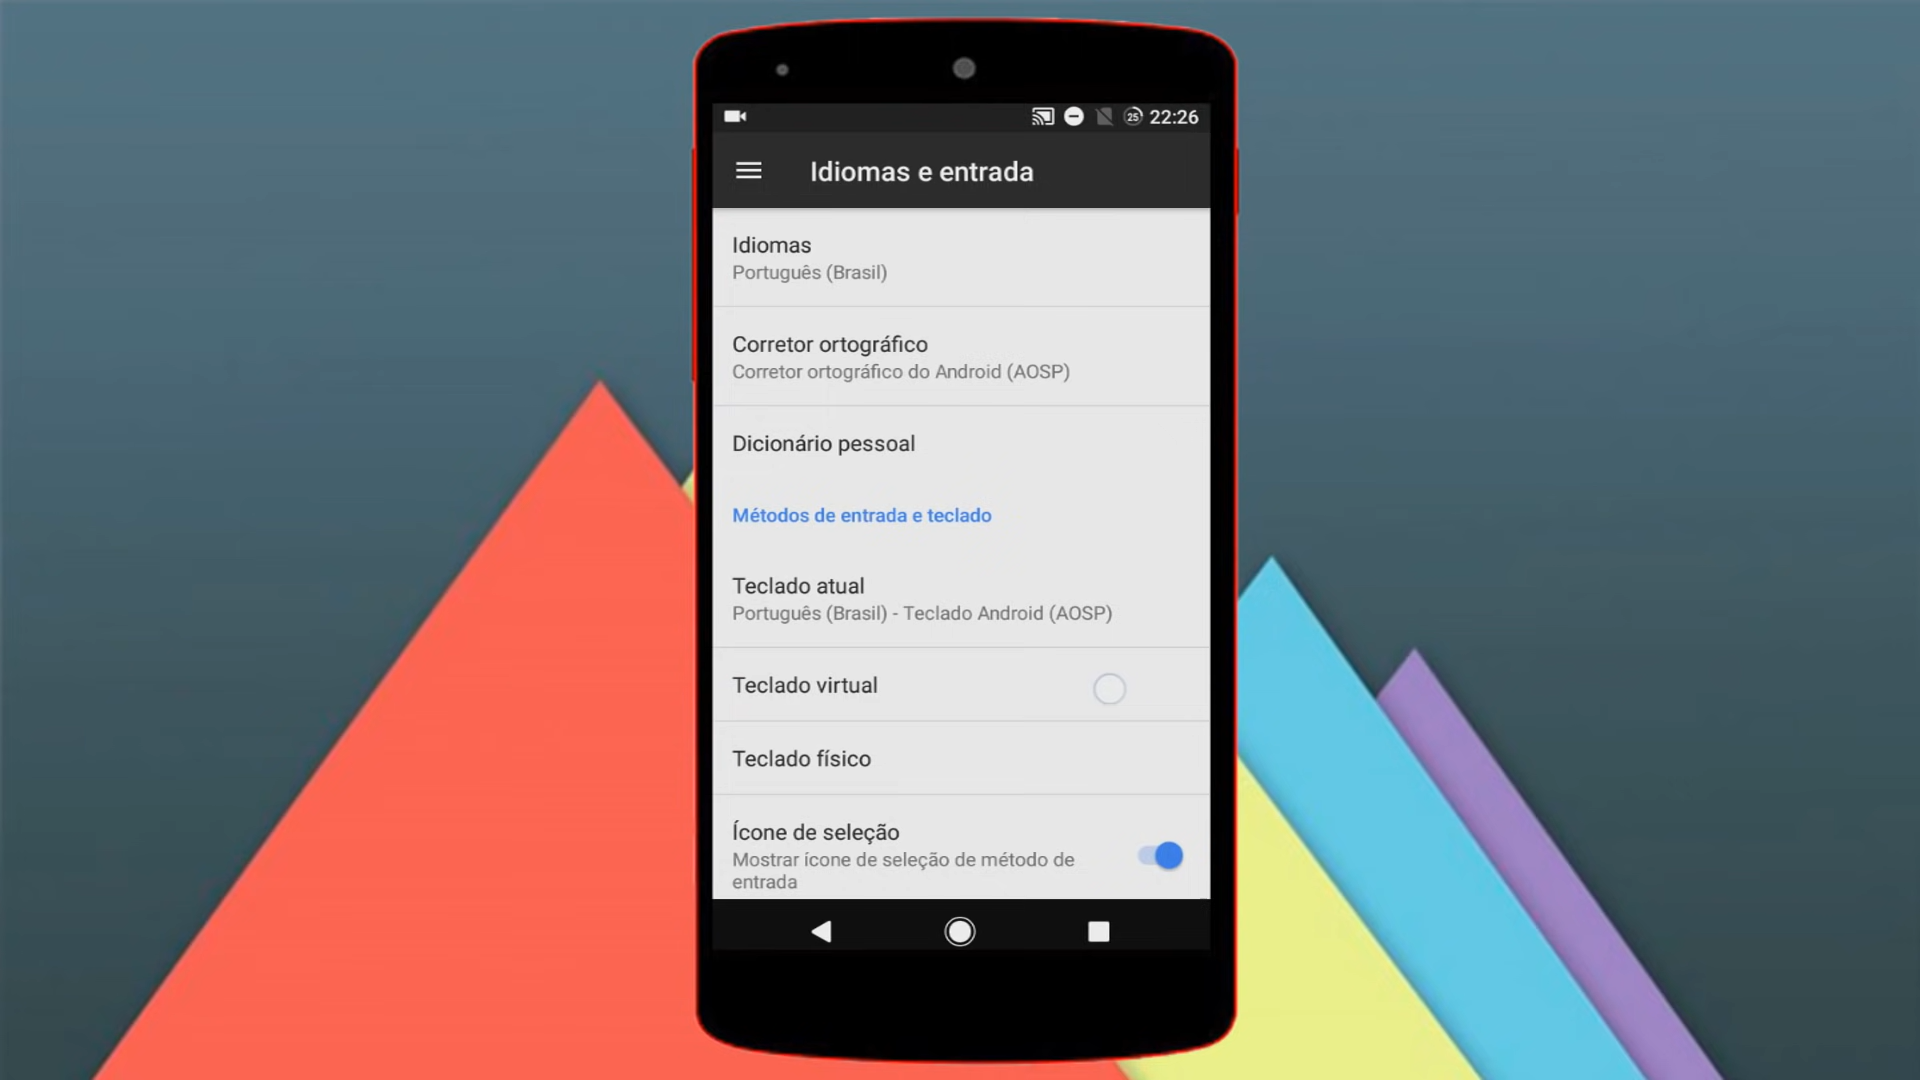 25 22:26
Idiomas e entrada
Idiomas
Português (Brasil)
Corretor ortográfico
Corretor ortográfico do Android (AOSP)
Dicionário pessoal
Métodos de entrada e teclado
Teclado atual
Português (Brasil) - Teclado Android (AOSP)
Teclado virtual
Teclado físico
Ícone de seleção
Mostrar ícone de seleção de método de
entrada